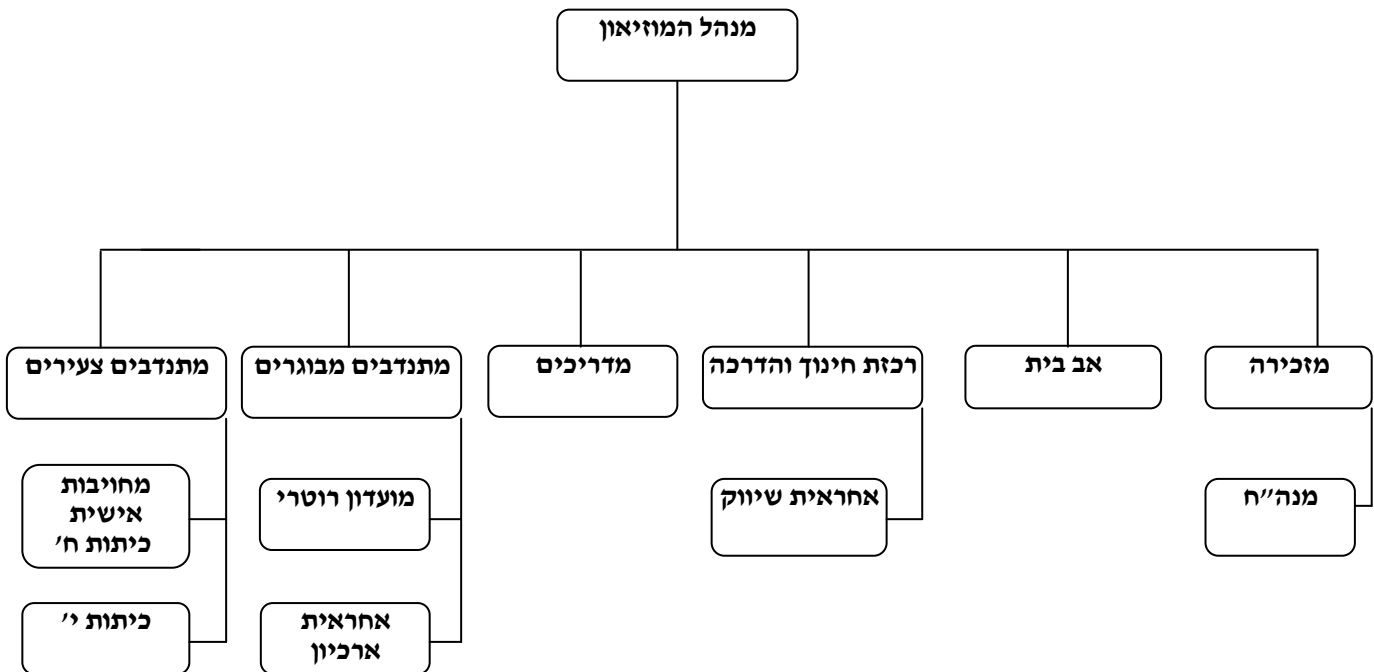 מנהל המוזיאון
מזכירה
אב בית
רכזת חינוך והדרכה
מדריכים
מתנדבים מבוגרים
מתנדבים צעירים
מנה״ח
אחראית שיווק
מועדון רוטרי
מחויבות
אישית
כיתות ח׳
אחראית
ארכיון
כיתות י׳